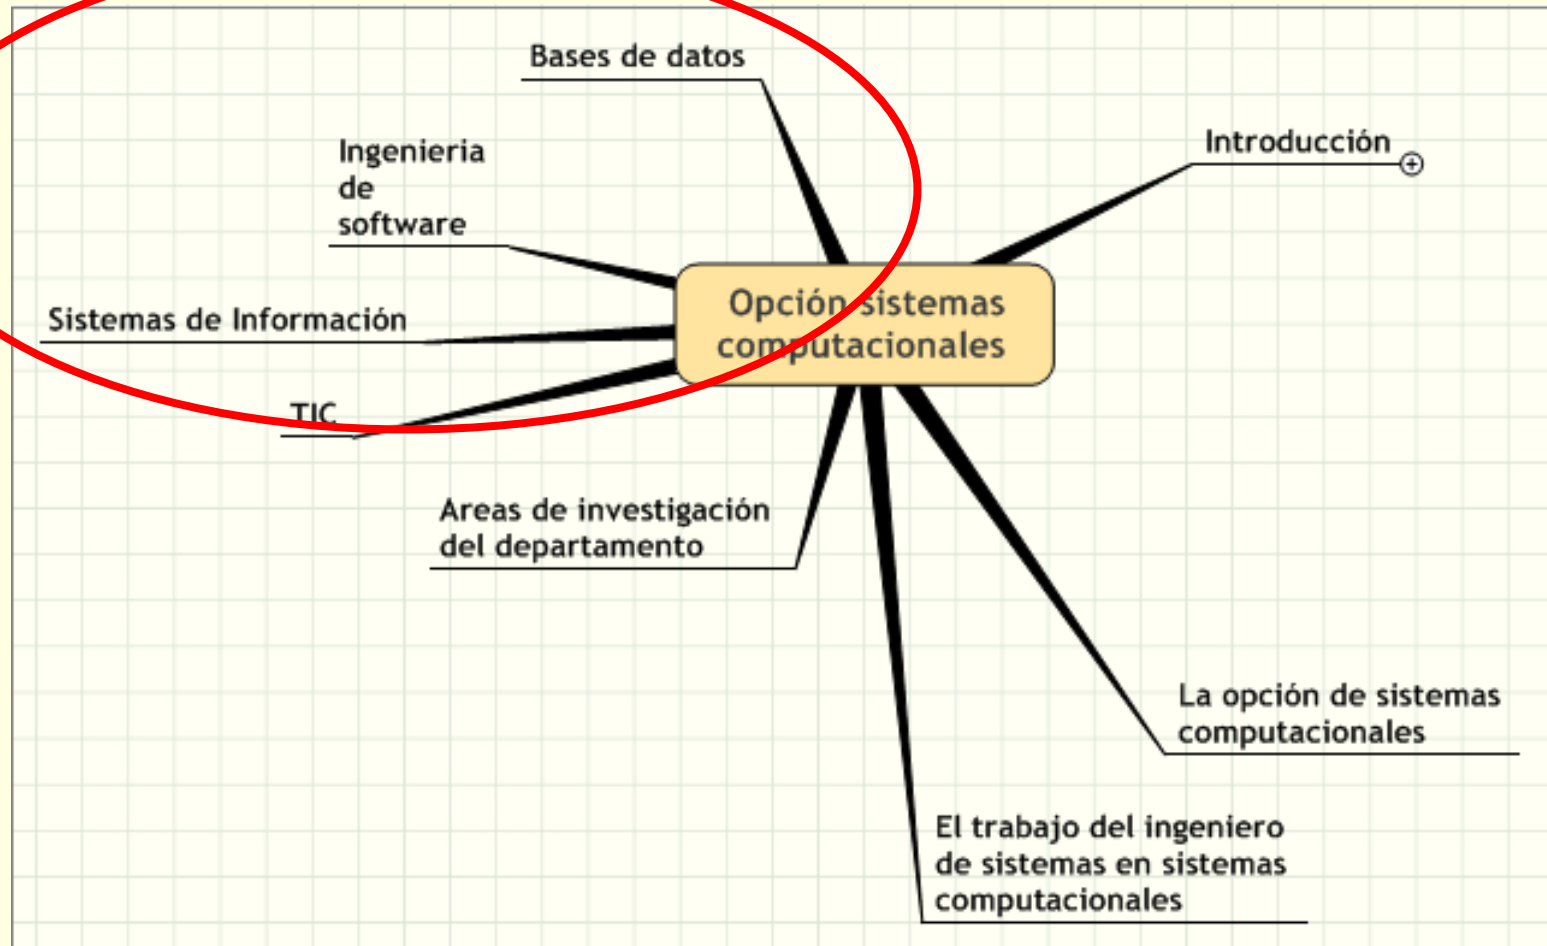 Bases de datos
Introducción
Ingenieria
de
software
Opción sistemas
computacionales
Sistemas de Información
TIC
Areas de investigación
del departamento
La opción de sistemas
computacionales
El trabajo del ingeniero
de sistemas en sistemas
computacionales